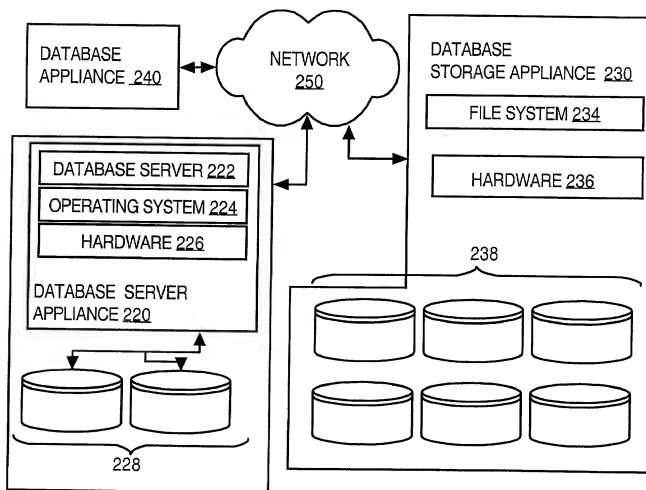 DATABASE
APPLIANCE 240
NETWORK
250
DATABASE
STORAGE APPLIANCE 230
FILE SYSTEM 234
HARDWARE 236
238
DATABASE SERVER 222
OPERATING SYSTEM 224
HARDWARE 226
DATABASE SERVER
APPLIANCE 220
228